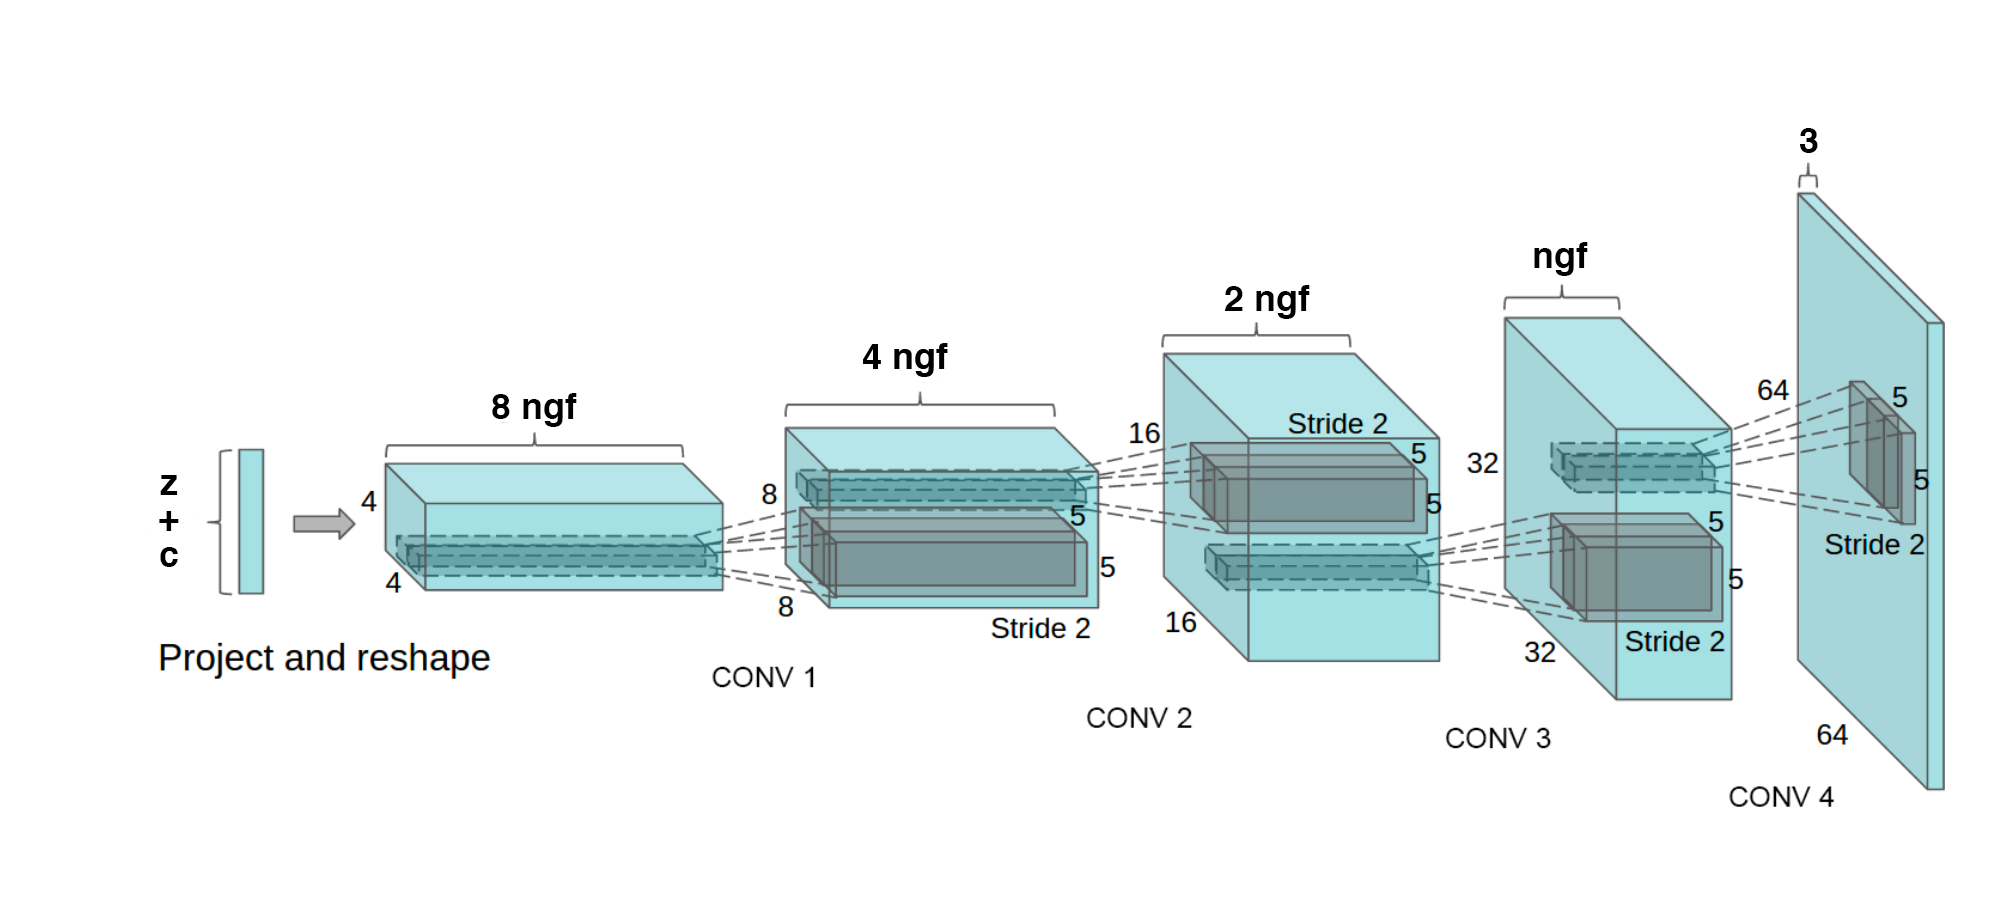 z
+
c
Project and reshape
8 ngf
4
4
CONV 1
4 ngf
8
8
5
5
Stride 2
CONV 2
2 ngf
16
16
Stride 2
5
5
CONV 3
ngf
32
32
5
5
Stride 2
CONV 4
3
64
64
5
5
Stride 2